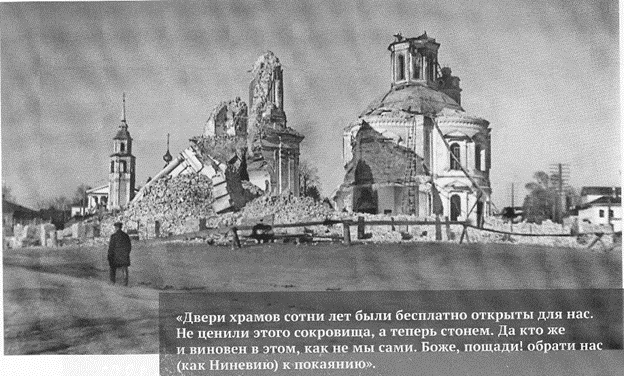 «Двери храмов сотни лет были бесплатно открыты для нас.
Не ценили этого сокровища, а теперь стонем. Да кто же
и виновен в этом, как не мы сами. Боже, пощади! обрати нас
(как Ниневию) к покаянию».